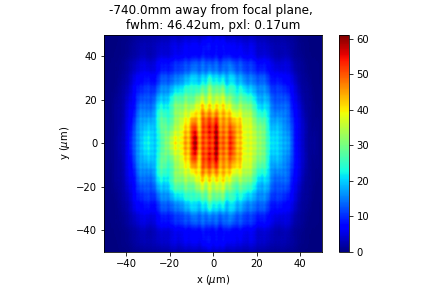 -740.0mm away from focal plane,
fwhm: 46.42um, pxl: 0.17um
60
50
40
30
20
10
0
40
20
0
−20
−40
y (μm)
−40 −20 0 20 40
x (μm)